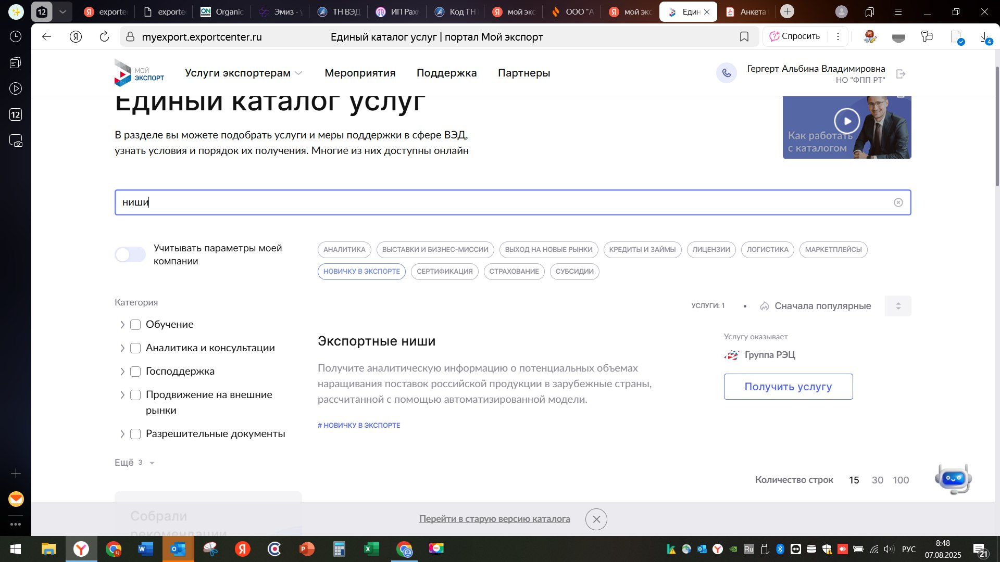 12
exporte
exporte
Organic
Эмиз - у
ТН ВЭД
ИП Рахм
Код ТН
мой экс
ООО "А
мой экс
Един
Анкета
myexport.exportcenter.ru
Единый каталог услуг | портал Мой экспорт
Спросить
4
12
МОЙ
ЭКСПОРТ
Услуги экспортерам
Мероприятия
Поддержка
Партнеры
Гергерт Альбина Владимировна
НО "ФПП РТ"
Единый каталог услуг
В разделе вы можете подобрать услуги и меры поддержки в сфере ВЭД,
узнать условия и порядок их получения. Многие из них доступны онлайн
Как работать
с каталогом
ниши
Учитывать параметры моей
компании
АНАЛИТИКА
ВЫСТАВКИ И БИЗНЕС-МИССИИ
ВЫХОД НА НОВЫЕ РЫНКИ
КРЕДИТЫ И ЗАЙМЫ
ЛИЦЕНЗИИ
ЛОГИСТИКА
МАРКЕТПЛЕЙСЫ
НОВИЧКУ В ЭКСПОРТЕ
СЕРТИФИКАЦИЯ
СТРАХОВАНИЕ
СУБСИДИИ
Категория
Обучение
Аналитика и консультации
Господдержка
Продвижение на внешние
рынки
Разрешительные документы
Ещё 3
УСЛУГИ: 1
•
Сначала популярные
Экспортные ниши
Получите аналитическую информацию о потенциальных объемах
наращивания поставок российской продукции в зарубежные страны,
рассчитанной с помощью автоматизированной модели.
# НОВИЧКУ В ЭКСПОРТЕ
Услугу оказывает
Группа РЭЦ
Получить услугу
Количество строк 15 30 100
Собрали
рекомендации
Перейти в старую версию каталога
Ru
РУС
8:48
07.08.2025
21